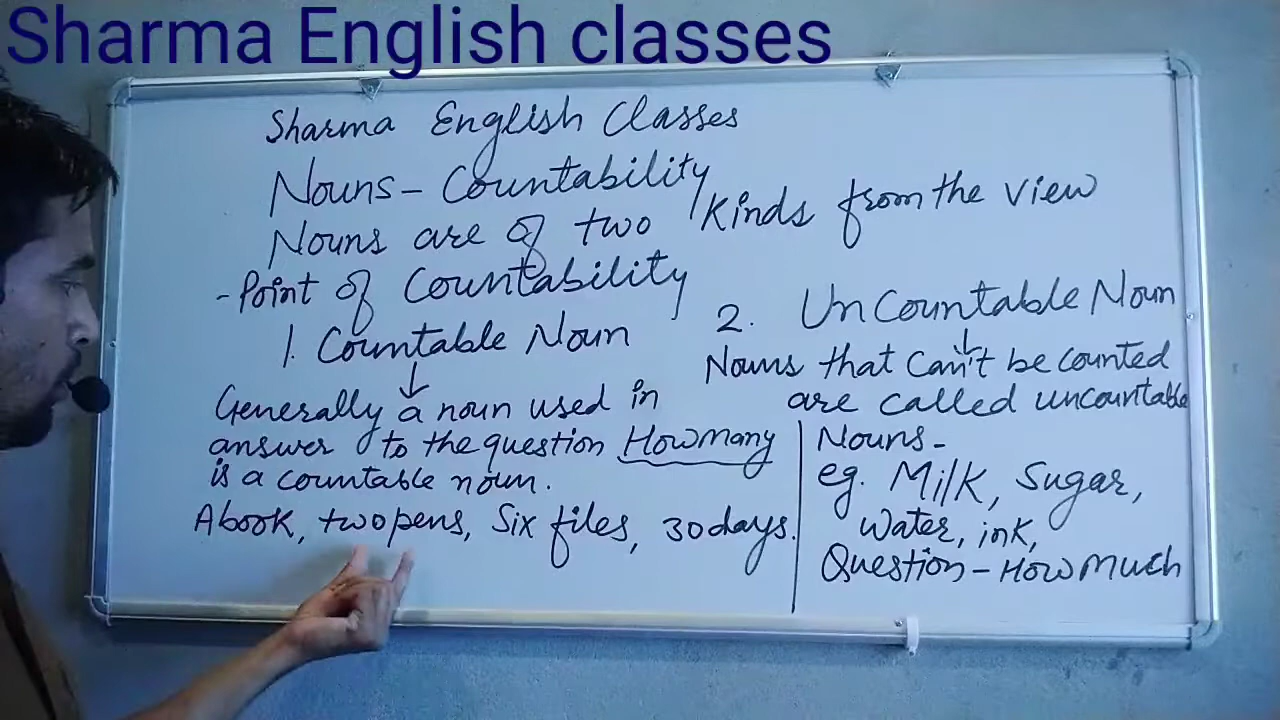 Sharma English classes
Sharma English Classes
Nouns - Countability
Nouns are of two kinds from the view
- Point of Countability
1. Countable Noun
Generally a noun used in
answer to the question How many
is a countable noun.
A book, two pens, Six files, 30 days.
2. UnCountable Noun
Nouns that can't be counted
are called uncountable
Nouns -
eg. Milk, Sugar,
Water, ink,
Question - How much